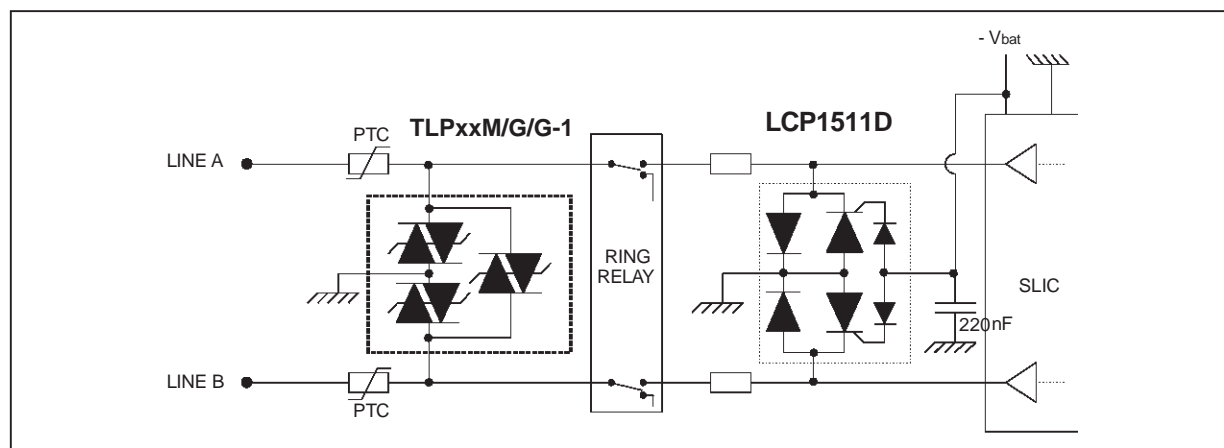 - Vbat
TLPxxM/G/G-1
LCP1511D
PTC
LINE A
RING
RELAY
SLIC
220nF
LINE B
PTC